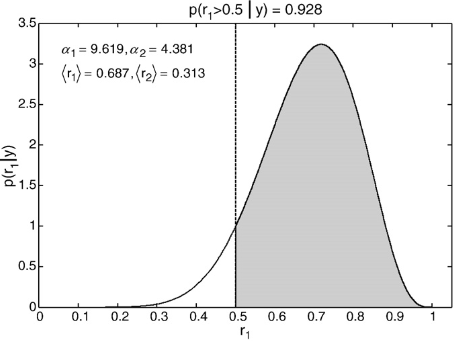 p(r₁>0.5 | y) = 0.928
α₁ = 9.619, α₂ = 4.381
⟨r₁⟩ = 0.687, ⟨r₂⟩ = 0.313
p(r₁|y)
3.5
3
2.5
2
1.5
1
0.5
0
0 0.1 0.2 0.3 0.4 0.5 0.6 0.7 0.8 0.9 1
r₁